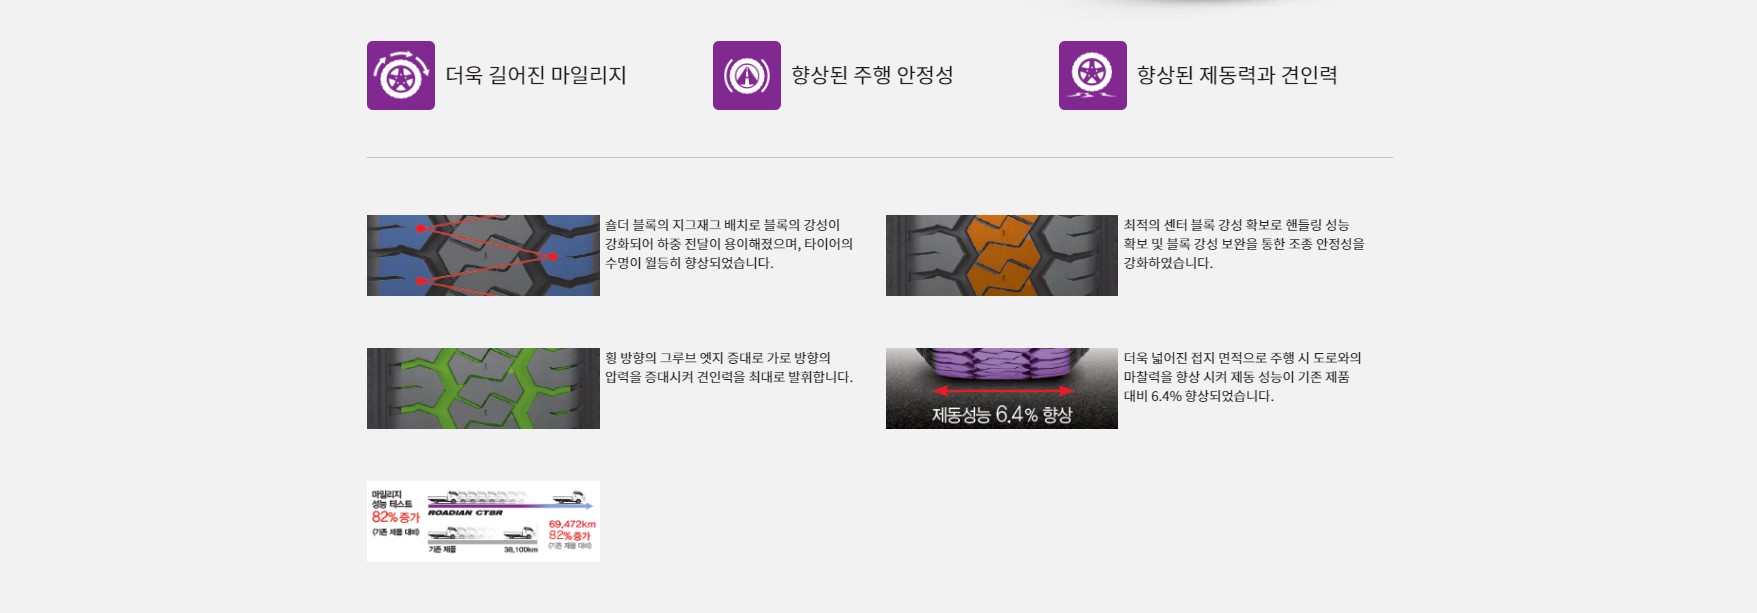 더욱 길어진 마일리지
향상된 주행 안정성
향상된 제동력과 견인력
숄더 블록의 지그재그 배치로 블록의 강성이
강화되어 하중 전달이 용이해졌으며, 타이어의
수명이 월등히 향상되었습니다.
최적의 센터 블록 강성 확보로 핸들링 성능
확보 및 블록 강성 보완을 통한 조종 안정성을
강화하였습니다.
횡 방향의 그루브 엣지 증대로 가로 방향의
압력을 증대시켜 견인력을 최대로 발휘합니다.
제동성능 6.4% 향상
더욱 넓어진 접지 면적으로 주행 시 도로와의
마찰력을 향상 시켜 제동 성능이 기존 제품
대비 6.4% 향상되었습니다.
마일리지
성능 테스트
82% 증가
(기존 제품 대비)
ROADIAN CT8R
기존 제품
38,100km
69,472km
82% 증가
(기존 제품 대비)